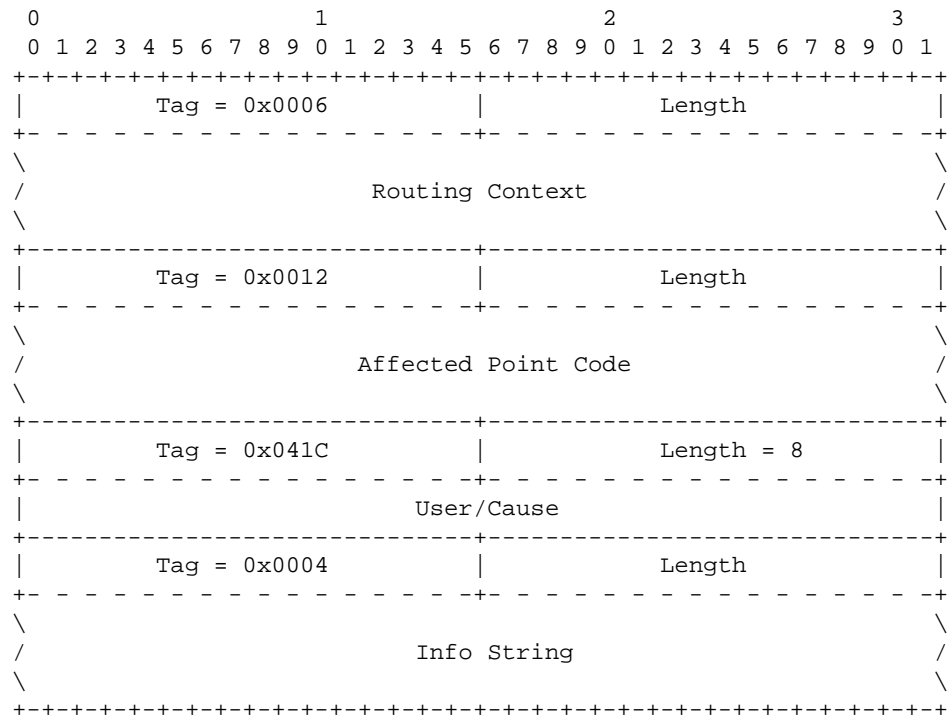 0                   1                   2                   3
 0 1 2 3 4 5 6 7 8 9 0 1 2 3 4 5 6 7 8 9 0 1 2 3 4 5 6 7 8 9 0 1
+-+-+-+-+-+-+-+-+-+-+-+-+-+-+-+-+-+-+-+-+-+-+-+-+-+-+-+-+-+-+-+-+
|         Tag = 0x0006          |            Length             |
+- - - - - - - - - - - - - - - -+- - - - - - - - - - - - - - - -+
\                                                               \
/                        Routing Context                        /
\                                                               \
+-------------------------------+-------------------------------+
|         Tag = 0x0012          |            Length             |
+- - - - - - - - - - - - - - - -+- - - - - - - - - - - - - - - -+
\                                                               \
/                       Affected Point Code                     /
\                                                               \
+-------------------------------+-------------------------------+
|         Tag = 0x041C          |            Length = 8         |
+- - - - - - - - - - - - - - - -+- - - - - - - - - - - - - - - -+
|                           User/Cause                          |
+-------------------------------+-------------------------------+
|         Tag = 0x0004          |            Length             |
+- - - - - - - - - - - - - - - -+- - - - - - - - - - - - - - - -+
\                                                               \
/                           Info String                         /
\                                                               \
+-+-+-+-+-+-+-+-+-+-+-+-+-+-+-+-+-+-+-+-+-+-+-+-+-+-+-+-+-+-+-+-+